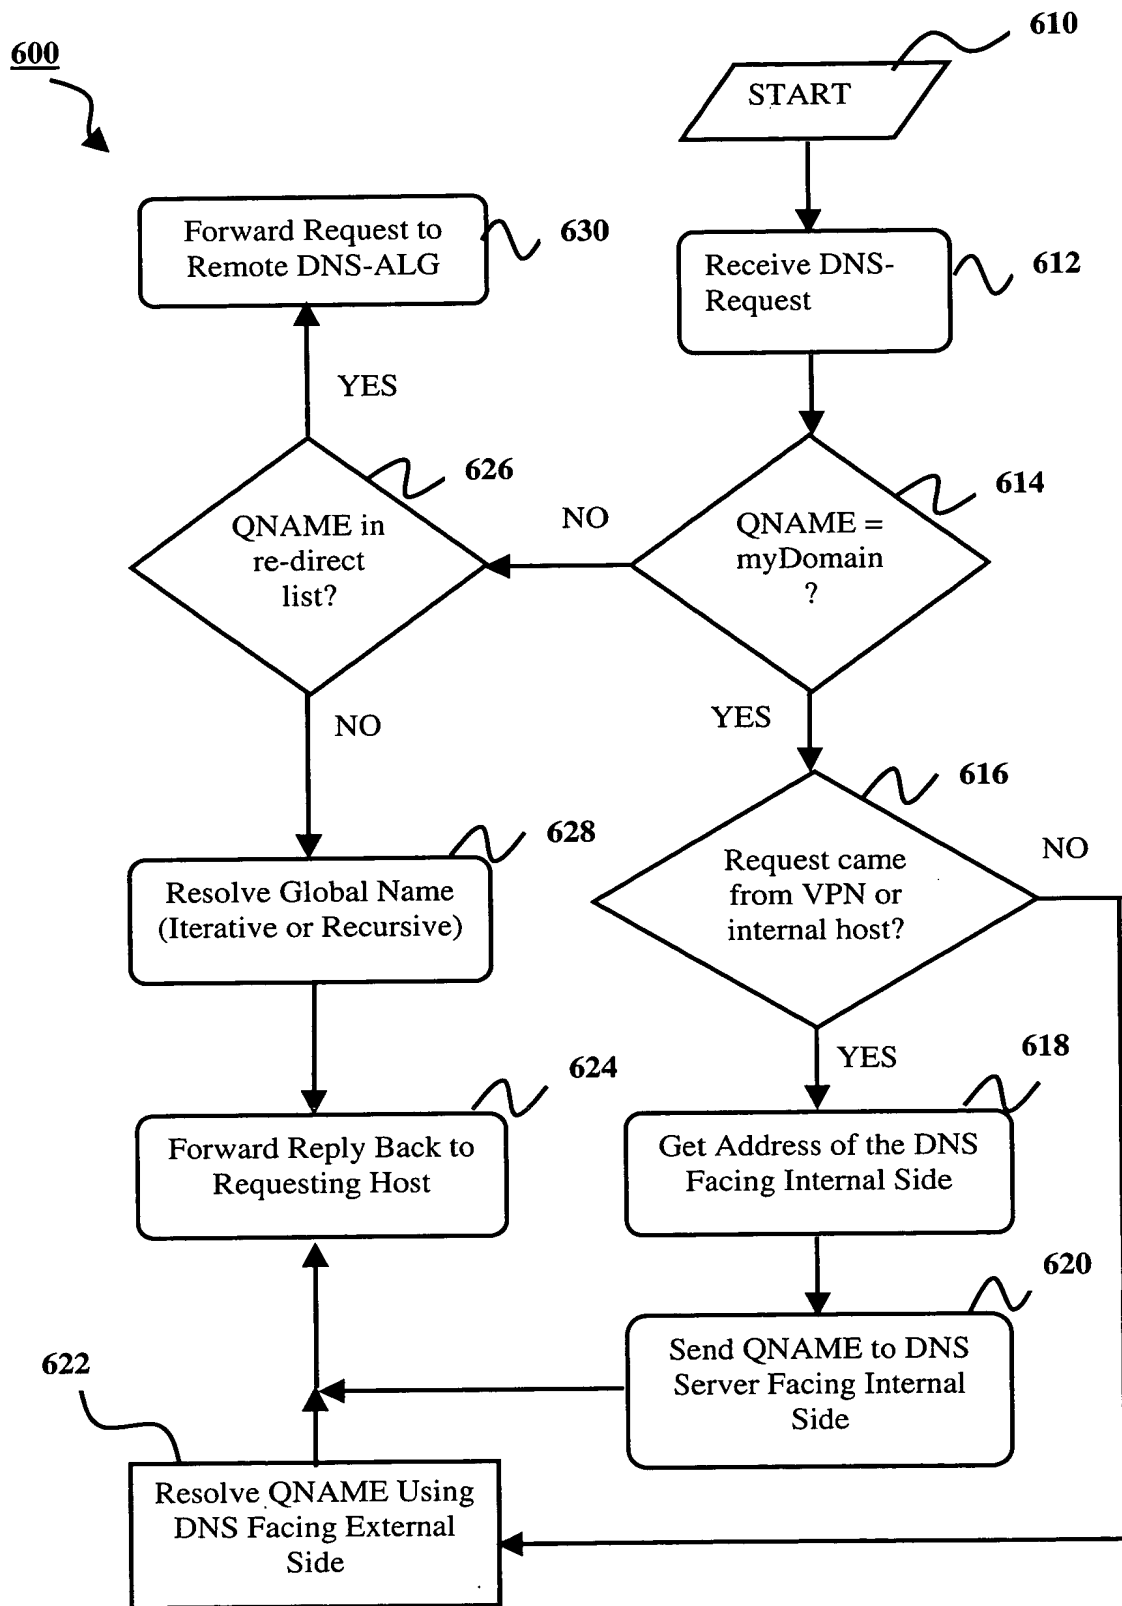 600
610
START
Forward Request to
Remote DNS-ALG
630
Receive DNS-
Request
612
YES
626
614
QNAME in
re-direct
list?
NO
QNAME =
myDomain
?
NO
YES
616
628
Request came
from VPN or
internal host?
NO
Resolve Global Name
(Iterative or Recursive)
624
YES
618
Forward Reply Back to
Requesting Host
Get Address of the DNS
Facing Internal Side
620
622
Send QNAME to DNS
Server Facing Internal
Side
Resolve QNAME Using
DNS Facing External
Side